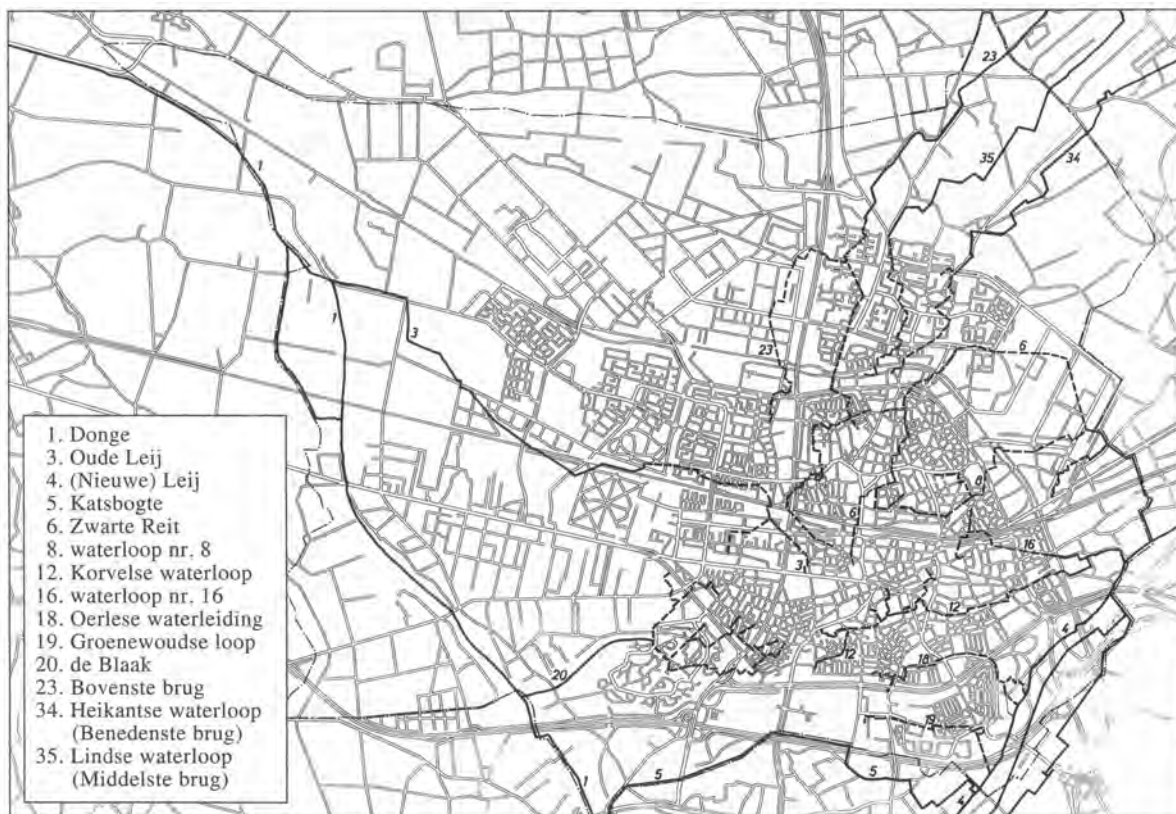 23
35
34
1
1
3
23
6
8
6
16
3
12
12
4
18
20
19
5
5
1
4
1. Donge
3. Oude Leij
4. (Nieuwe) Leij
5. Katsbogte
6. Zwarte Reit
8. waterloop nr. 8
12. Korvelse waterloop
16. waterloop nr. 16
18. Oerlese waterleiding
19. Groenewoudse loop
20. de Blaak
23. Bovenste brug
34. Heikantse waterloop
(Benedenste brug)
35. Lindse waterloop
(Middelste brug)